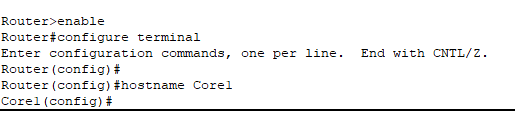 Router>enable
Router#configure terminal
Enter configuration commands, one per line.  End with CNTL/Z.
Router(config)#
Router(config)#hostname Core1
Core1(config)#